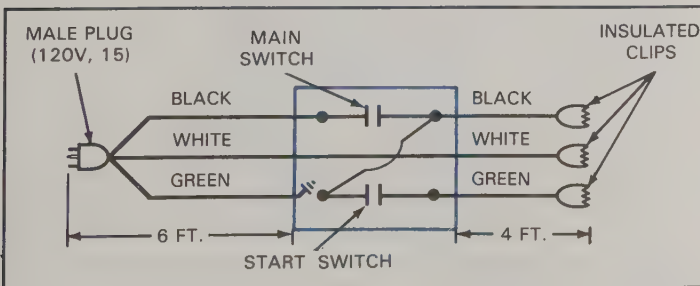 MALE PLUG
(120V, 15)
MAIN
SWITCH
INSULATED
CLIPS
BLACK
BLACK
WHITE
WHITE
GREEN
GREEN
6 FT.
4 FT.
START SWITCH